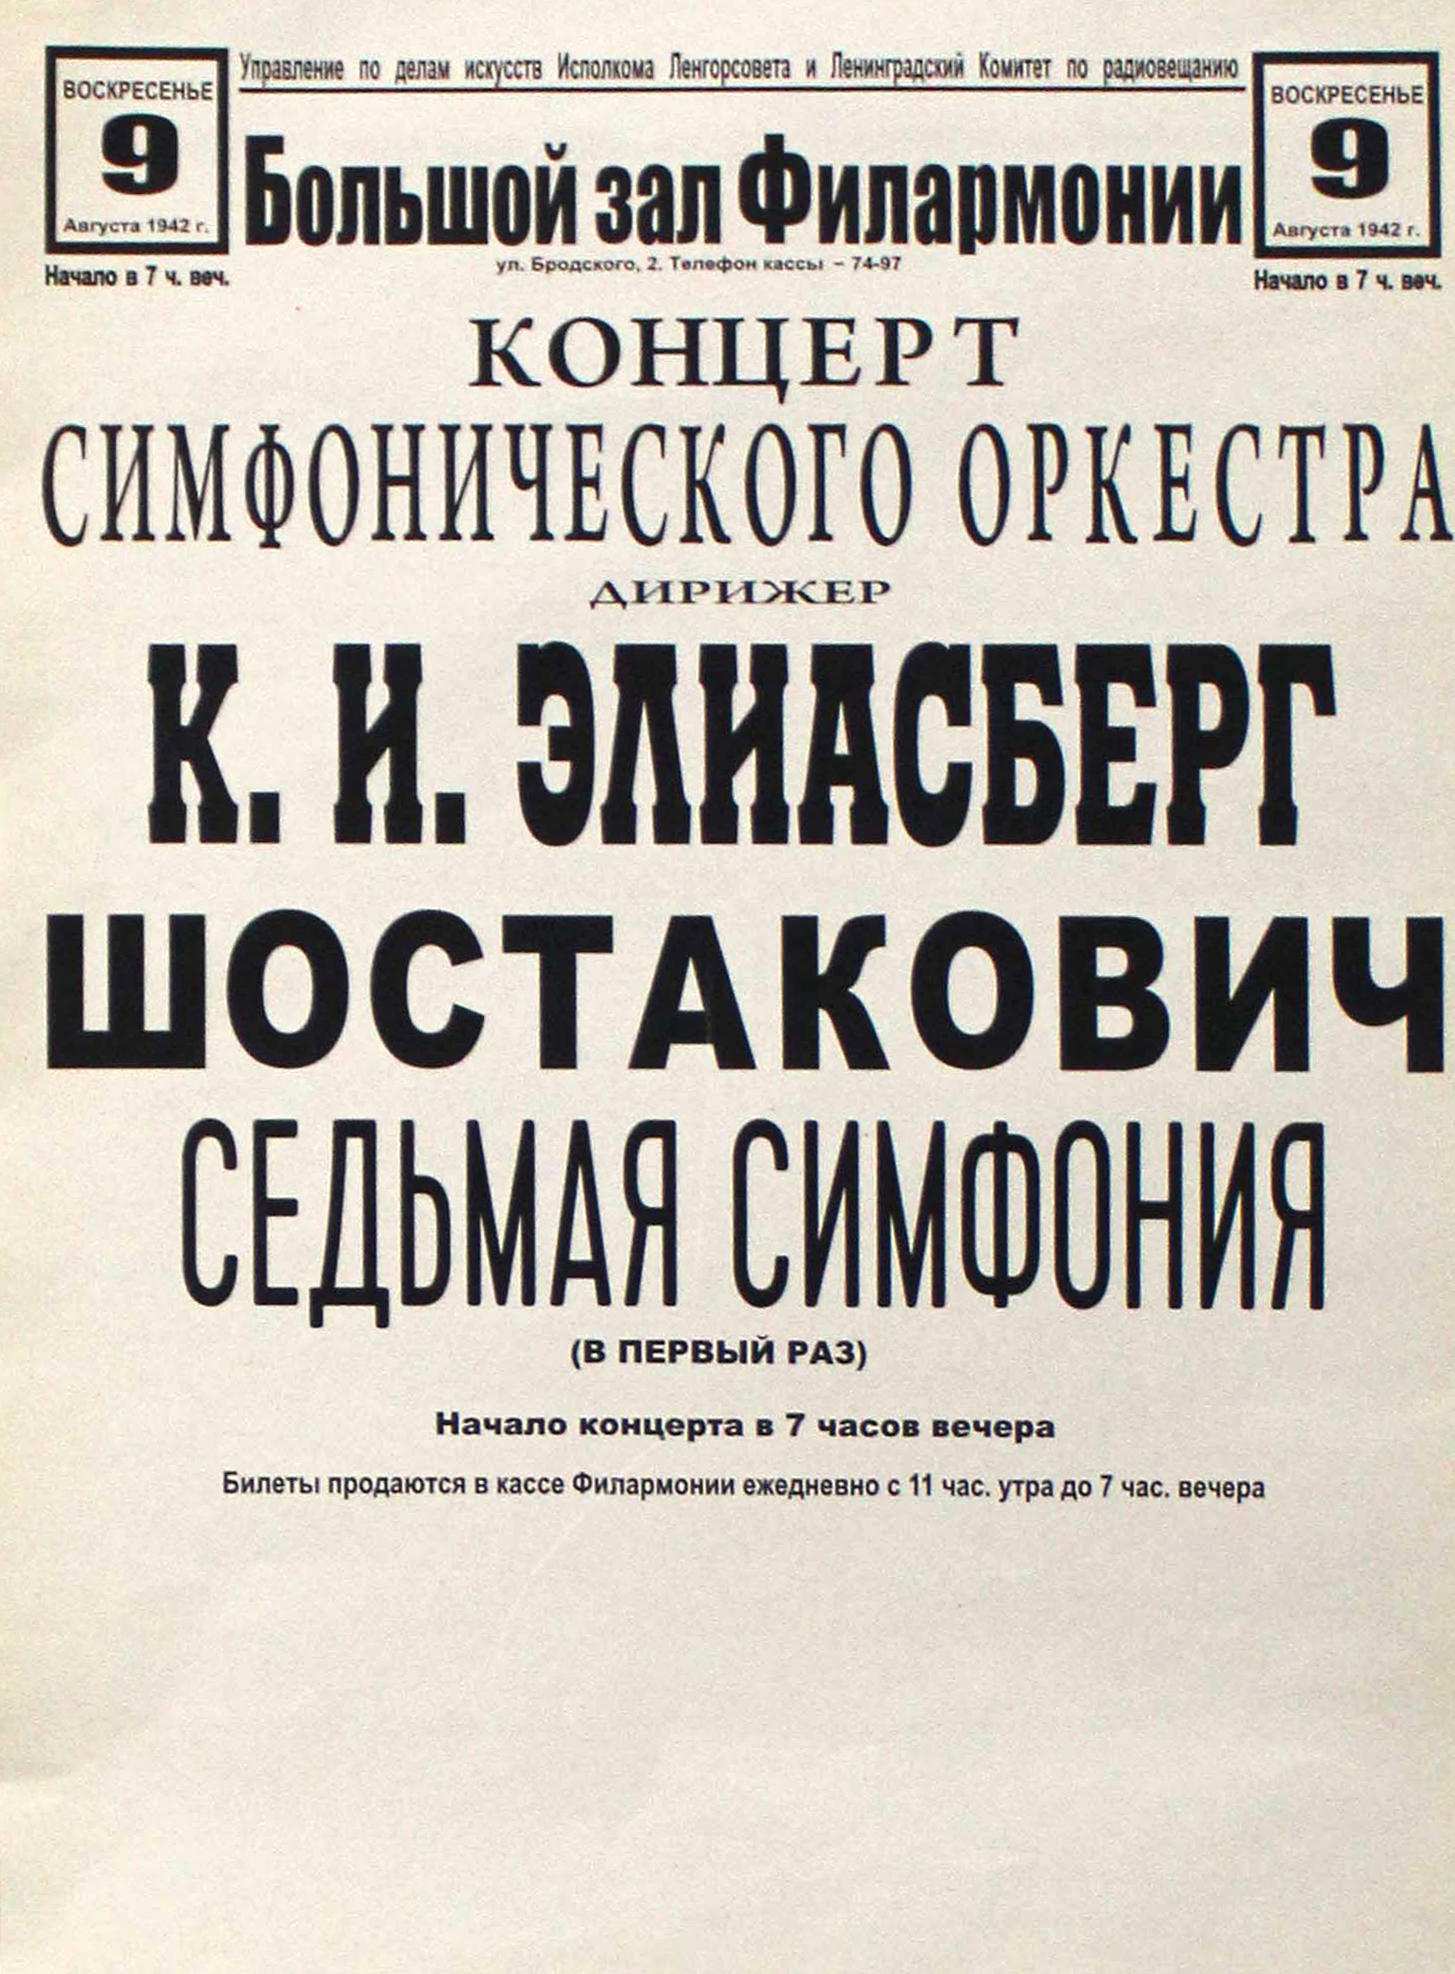 Управление по делам искусств Исполкома Ленгорсовета и Ленинградский Комитет по радиовещанию
ВОСКРЕСЕНЬЕ
9
Августа 1942 г.
Начало в 7 ч. веч.
Большой зал Филармонии
ул. Бродского, 2. Телефон кассы – 74-97
ВОСКРЕСЕНЬЕ
9
Августа 1942 г.
Начало в 7 ч. веч.
КОНЦЕРТ
СИМФОНИЧЕСКОГО ОРКЕСТРА
ДИРИЖЕР
К. И. ЭЛИАСБЕРГ
ШОСТАКОВИЧ
СЕДЬМАЯ СИМФОНИЯ
(В ПЕРВЫЙ РАЗ)
Начало концерта в 7 часов вечера
Билеты продаются в кассе Филармонии ежедневно с 11 час. утра до 7 час. вечера